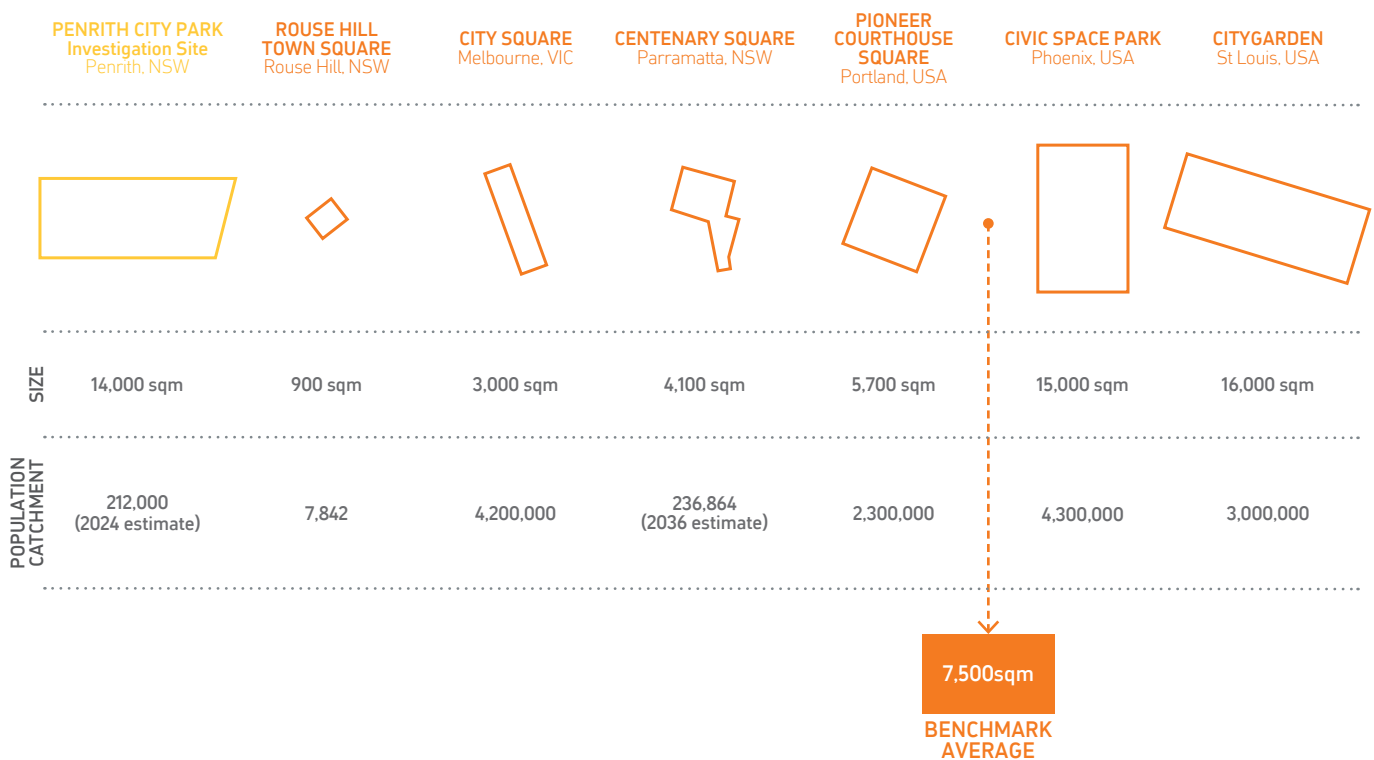 PENRITH CITY PARK
Investigation Site
Penrith, NSW
ROUSE HILL
TOWN SQUARE
Rouse Hill, NSW
CITY SQUARE
Melbourne, VIC
CENTENARY SQUARE
Parramatta, NSW
PIONEER
COURTHOUSE
SQUARE
Portland, USA
CIVIC SPACE PARK
Phoenix, USA
CITYGARDEN
St Louis, USA
SIZE
14,000 sqm
900 sqm
3,000 sqm
4,100 sqm
5,700 sqm
15,000 sqm
16,000 sqm
POPULATION
CATCHMENT
212,000
(2024 estimate)
7,842
4,200,000
236,864
(2036 estimate)
2,300,000
4,300,000
3,000,000
7,500sqm
BENCHMARK
AVERAGE